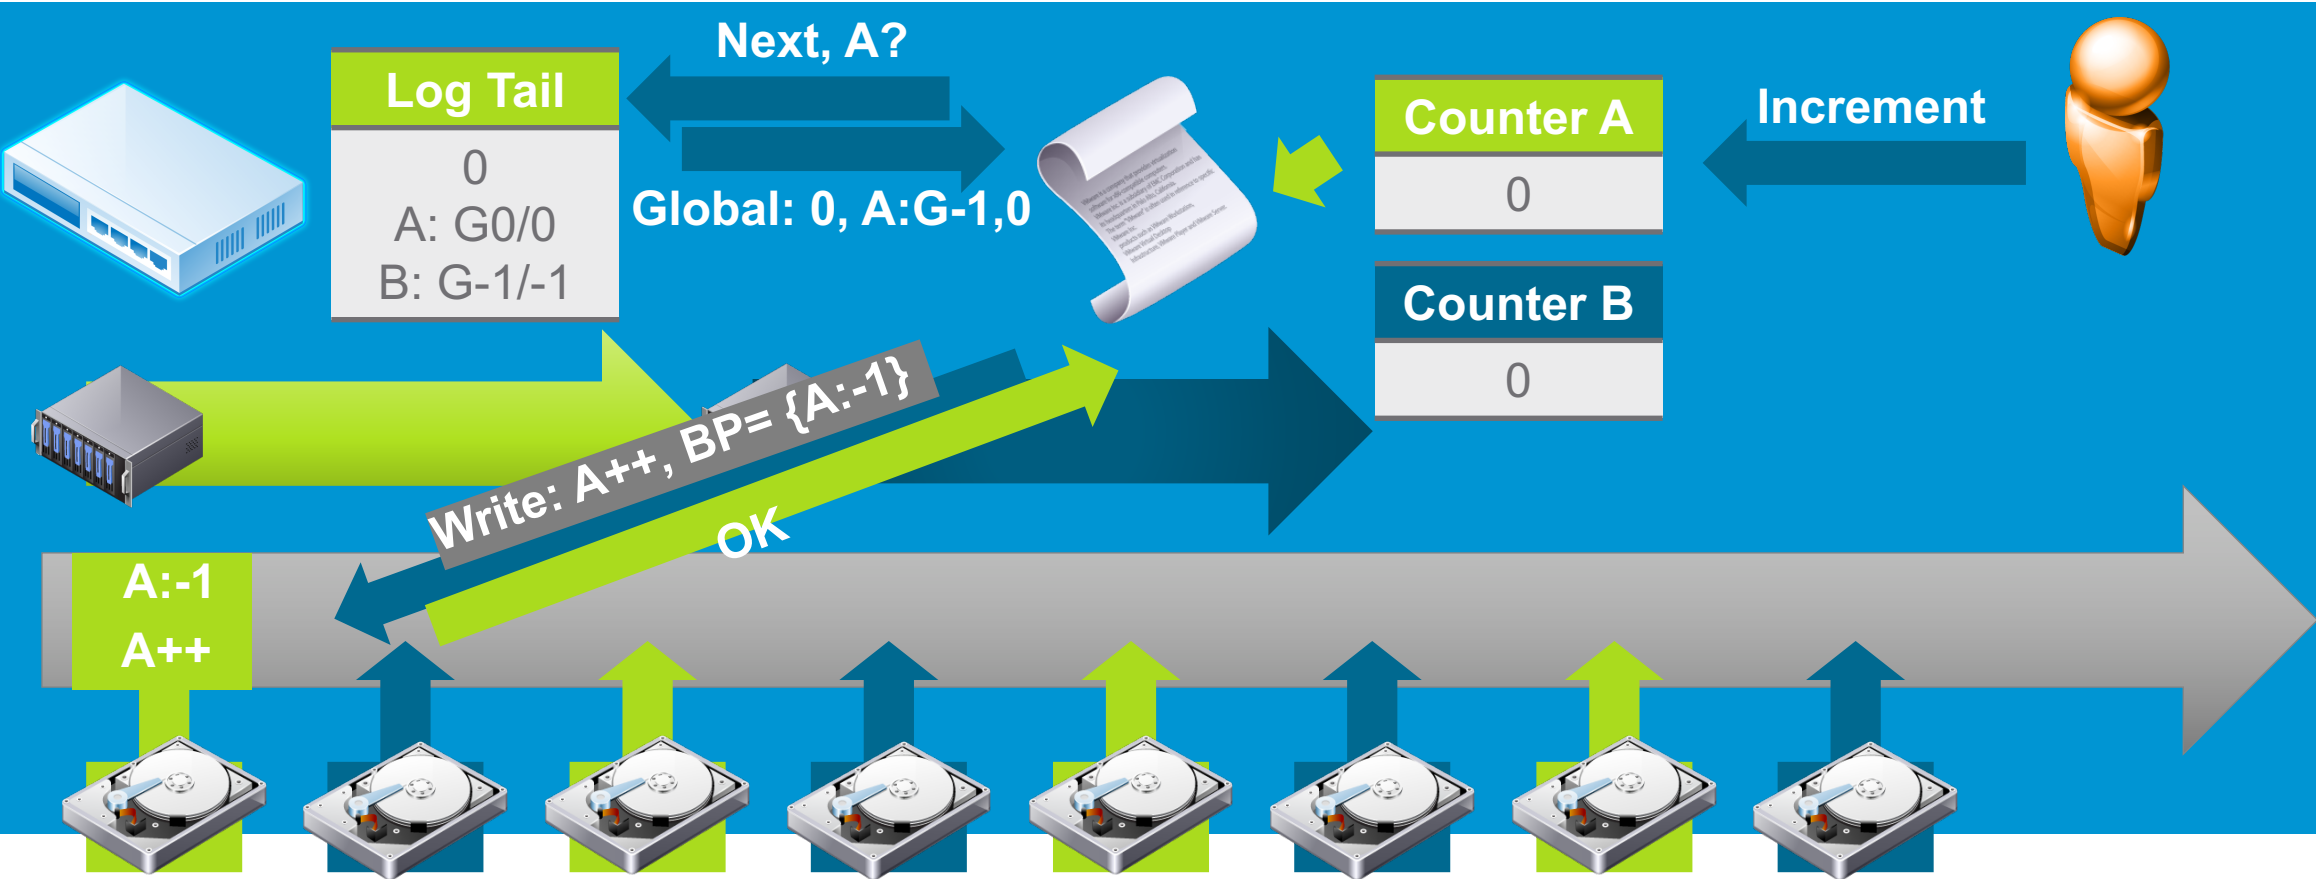 Next, A?
Log Tail
0
A: G0/0
B: G-1/-1
Global: 0, A:G-1,0
Counter A
0
Increment
Counter B
0
Write: A++, BP= {A:-1}
OK
A:-1
A++